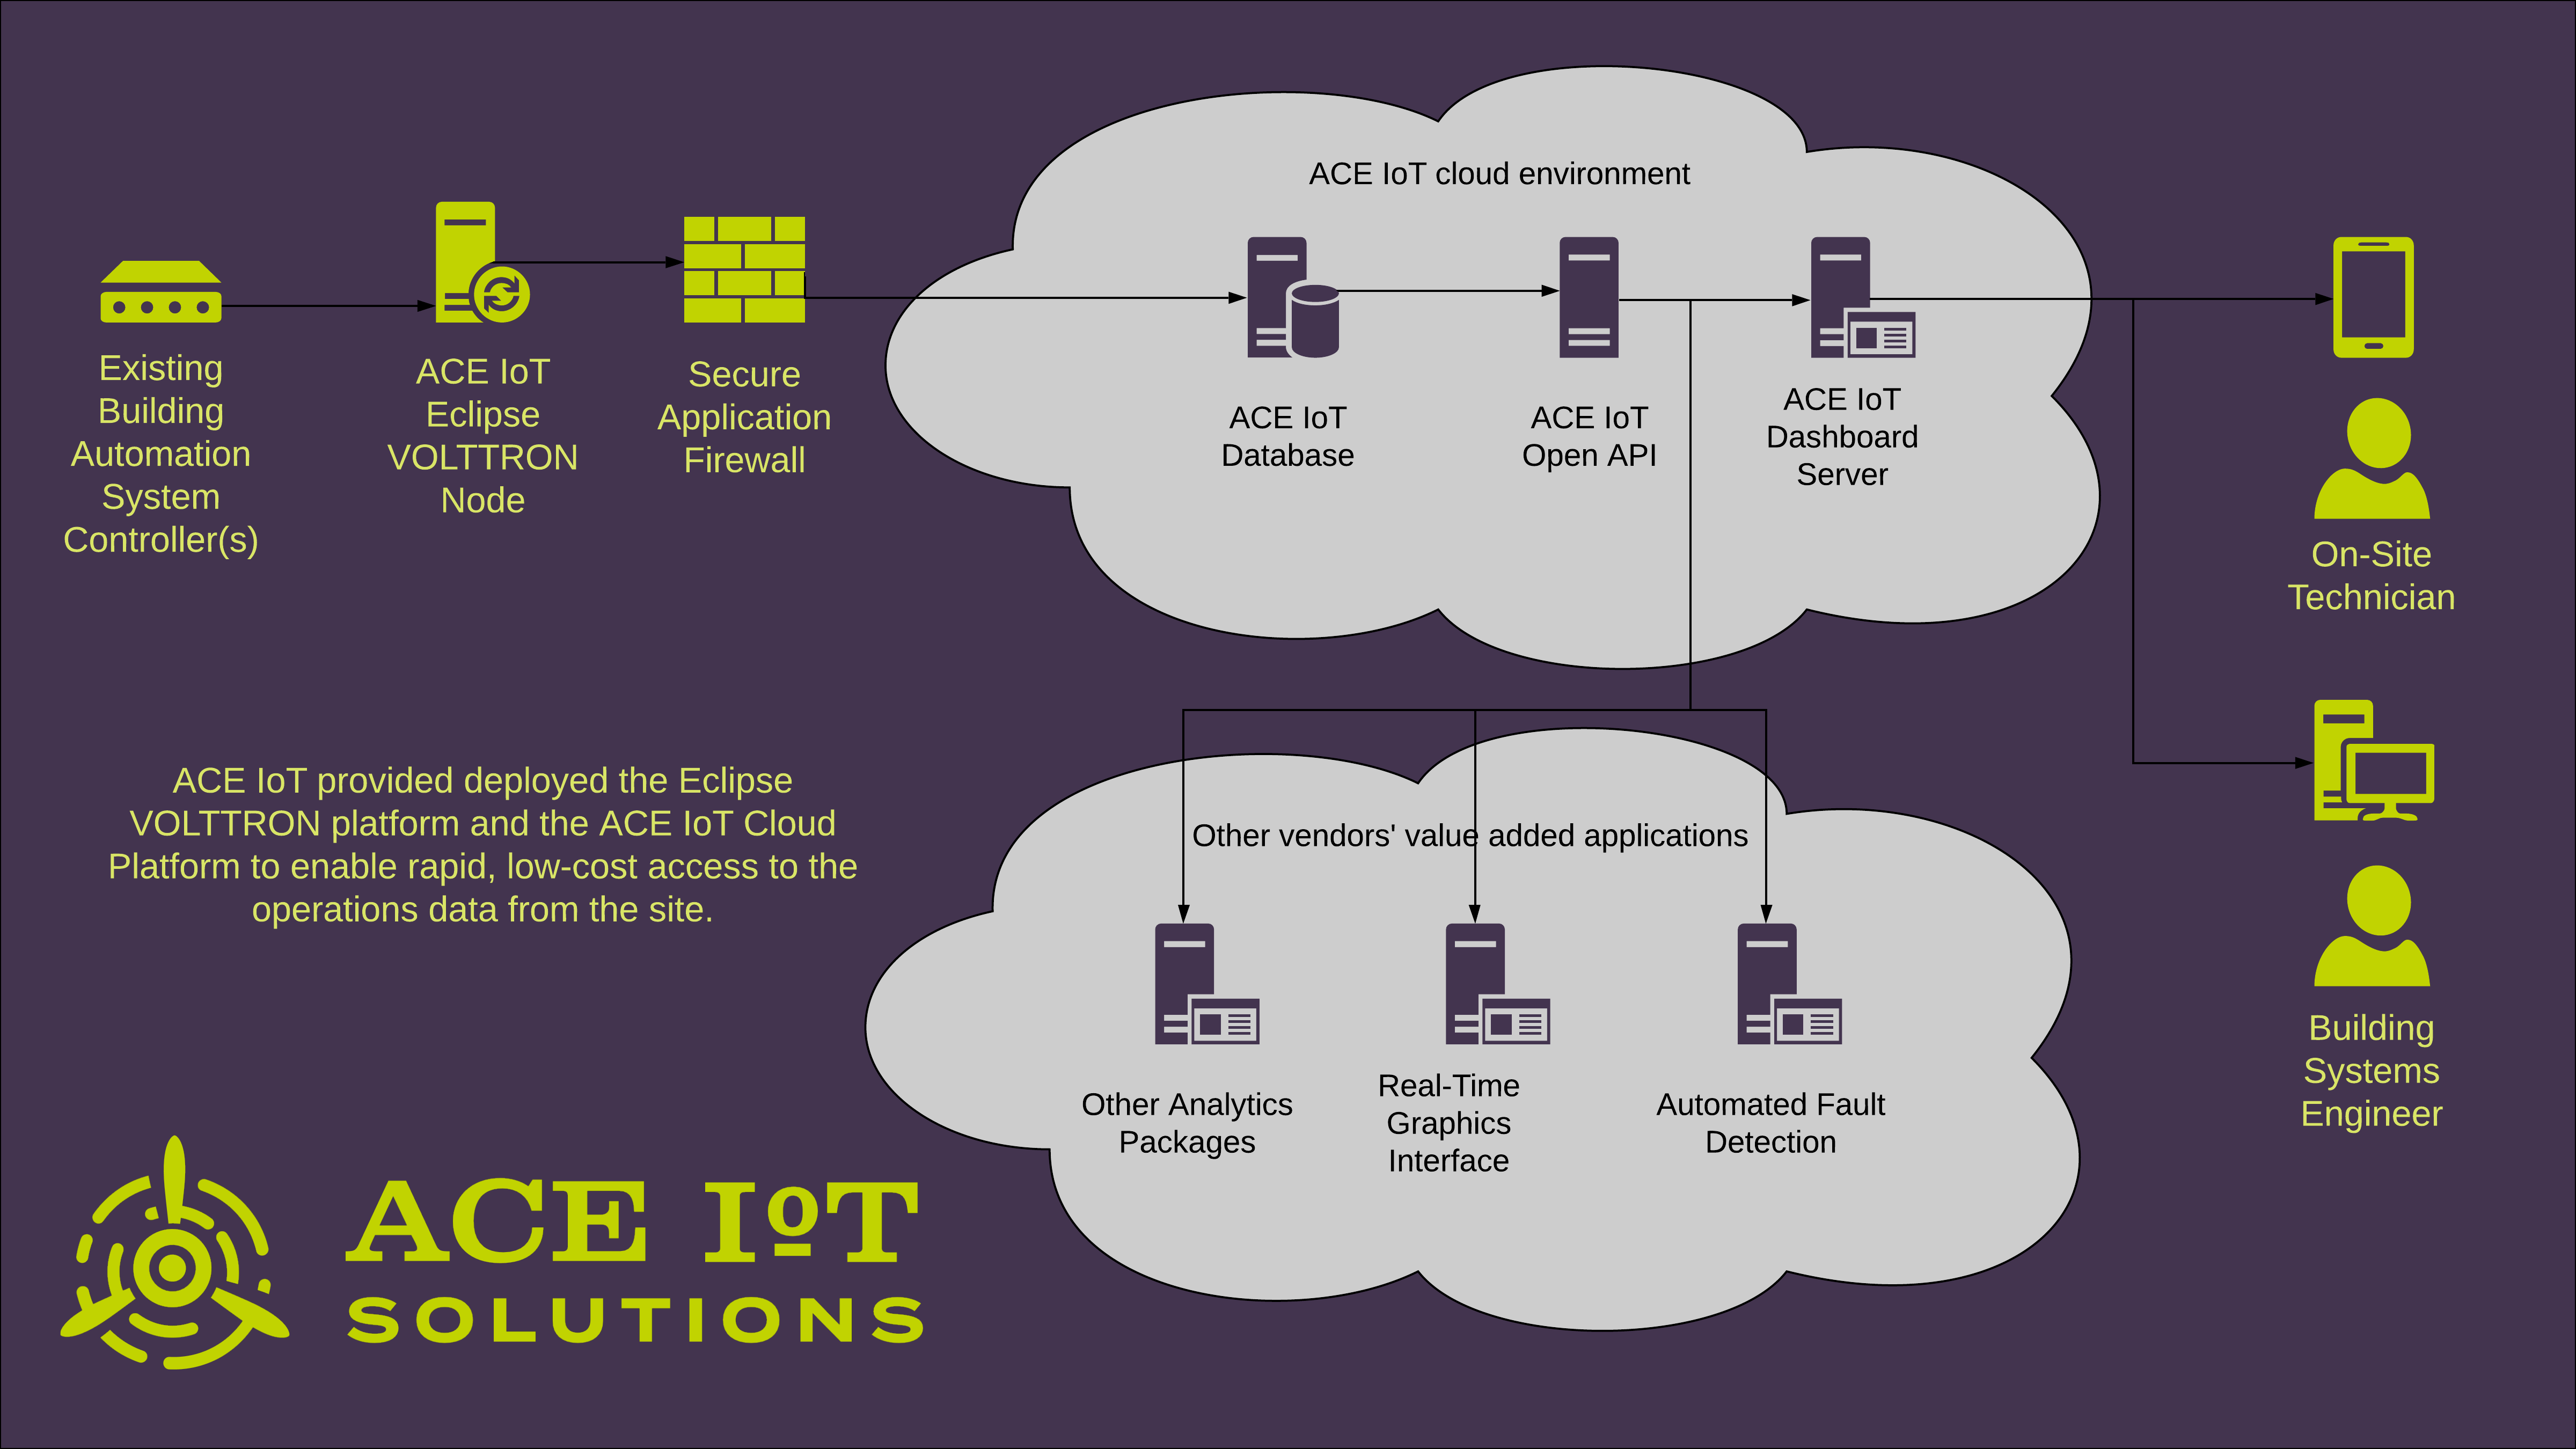 ACE IoT cloud environment
Existing
Building
Automation
System
Controller(s)
ACE IoT
Eclipse
VOLTTRON
Node
Secure
Application
Firewall
ACE IoT
Database
ACE IoT
Open API
ACE IoT
Dashboard
Server
On-Site
Technician
ACE IoT provided deployed the Eclipse
VOLTTRON platform and the ACE IoT Cloud
Platform to enable rapid, low-cost access to the
operations data from the site.
Other vendors' value added applications
Other Analytics
Packages
Real-Time
Graphics
Interface
Automated Fault
Detection
Building
Systems
Engineer
ACE IoT
SOLUTIONS